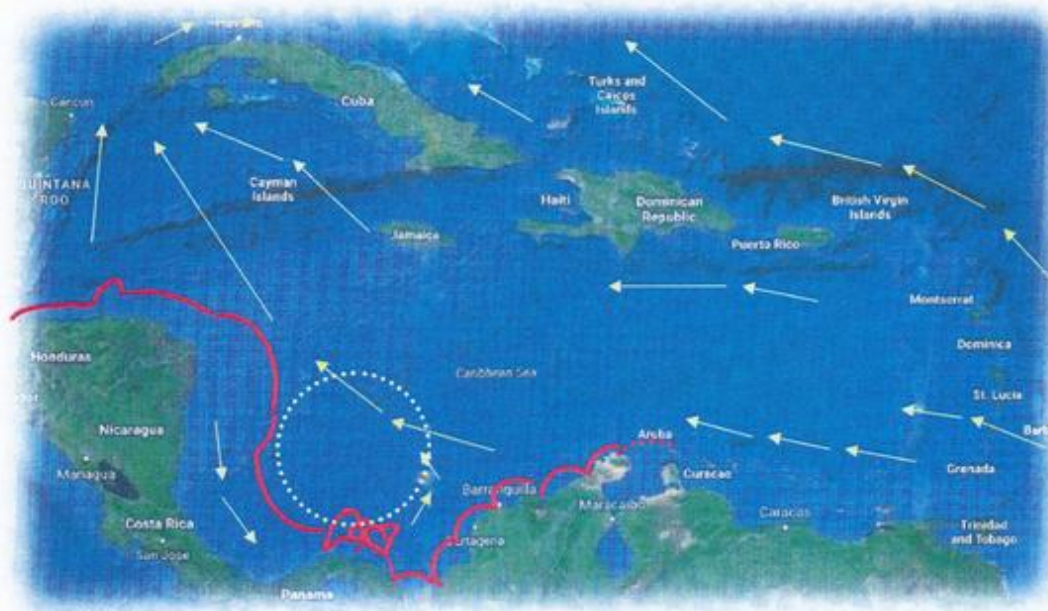 Cancun
Cuba
Turks and
Caicos
Islands
QUINTANA
ROO
Cayman
Islands
Haiti
Dominican
Republic
British Virgin
Islands
Jamaica
Puerto Rico
Montserrat
Honduras
Dominica
Caribbean Sea
St. Lucia
Nicaragua
Aruba
Barb
Managua
Curacao
Grenada
Barranquilla
Maracaibo
Caracas
Costa Rica
San Jose
Cartagena
Trinidad
and Tobago
Panama